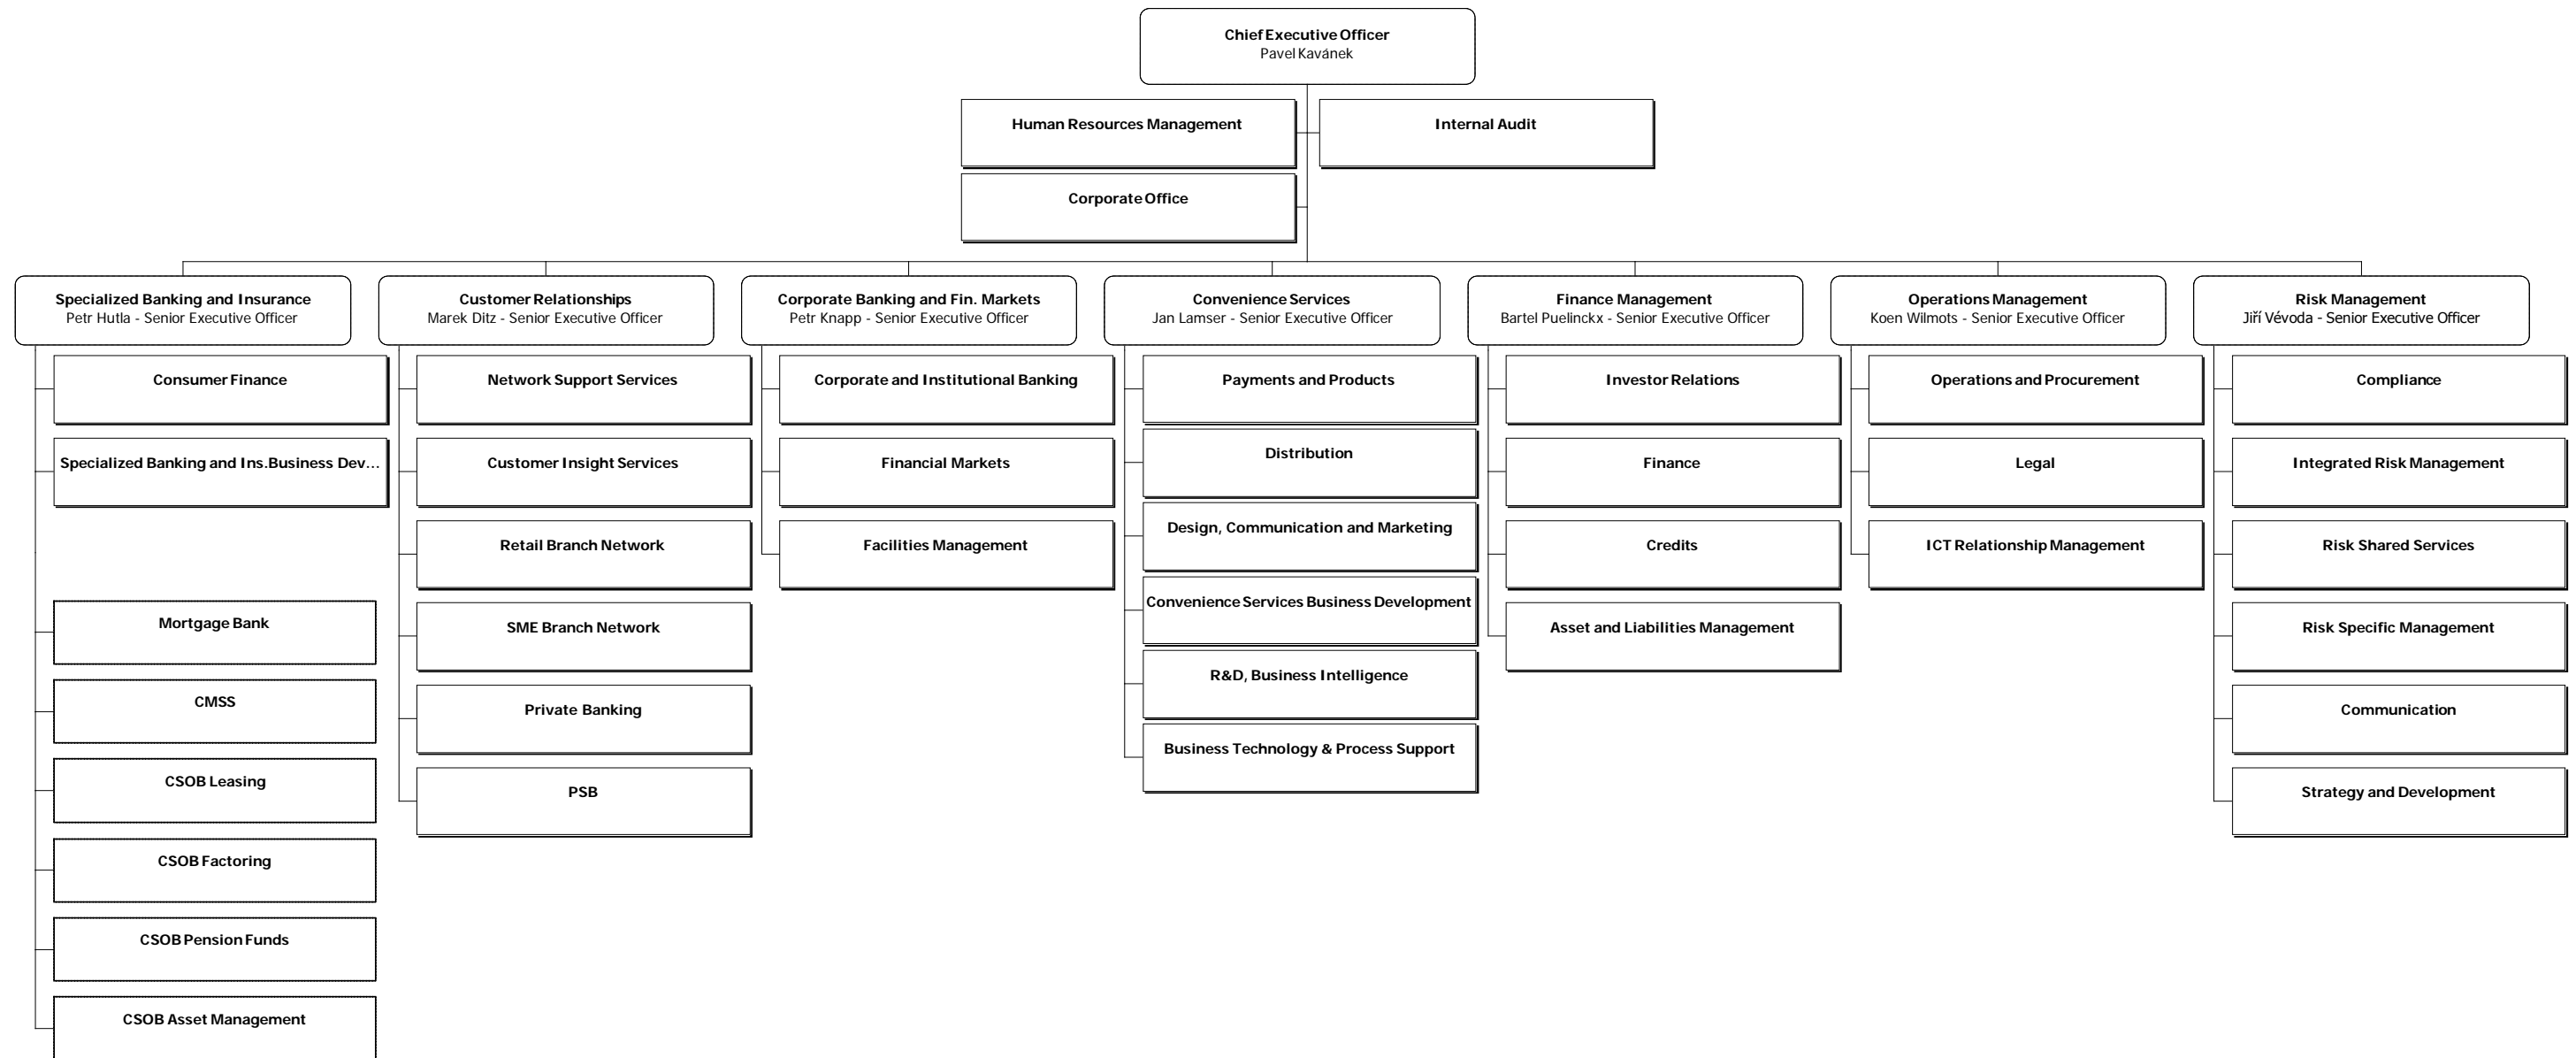 Chief Executive Officer
Pavel Kavánek
Human Resources Management
Internal Audit
Corporate Office
Specialized Banking and Insurance
Petr Hutla - Senior Executive Officer
Consumer Finance
Specialized Banking and Ins.Business Dev...
Mortgage Bank
CMSS
CSOB Leasing
CSOB Factoring
CSOB Pension Funds
CSOB Asset Management
Customer Relationships
Marek Ditz - Senior Executive Officer
Network Support Services
Customer Insight Services
Retail Branch Network
SME Branch Network
Private Banking
PSB
Corporate Banking and Fin. Markets
Petr Knapp - Senior Executive Officer
Corporate and Institutional Banking
Financial Markets
Facilities Management
Convenience Services
Jan Lamser - Senior Executive Officer
Payments and Products
Distribution
Design, Communication and Marketing
Convenience Services Business Development
R&D, Business Intelligence
Business Technology & Process Support
Finance Management
Bartel Puelinckx - Senior Executive Officer
Investor Relations
Finance
Credits
Asset and Liabilities Management
Operations Management
Koen Wilmots - Senior Executive Officer
Operations and Procurement
Legal
ICT Relationship Management
Risk Management
Jiří Vévoda - Senior Executive Officer
Compliance
Integrated Risk Management
Risk Shared Services
Risk Specific Management
Communication
Strategy and Development